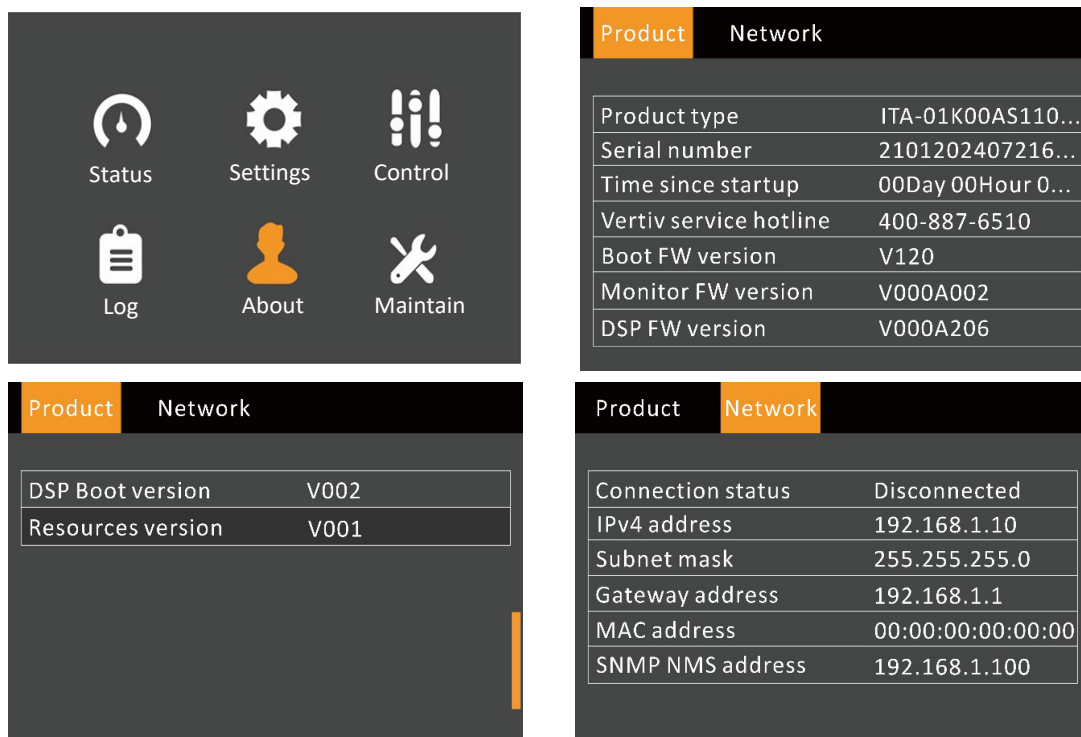 Status Settings Control
Log About Maintain
Product Network
Product type ITA-01K00AS110...
Serial number 2101202407216...
Time since startup 00Day 00Hour 0...
Vertiv service hotline 400-887-6510
Boot FW version V120
Monitor FW version V000A002
DSP FW version V000A206
Product Network
DSP Boot version V002
Resources version V001
Product Network
Connection status Disconnected
IPv4 address 192.168.1.10
Subnet mask 255.255.255.0
Gateway address 192.168.1.1
MAC address 00:00:00:00:00:00
SNMP NMS address 192.168.1.100